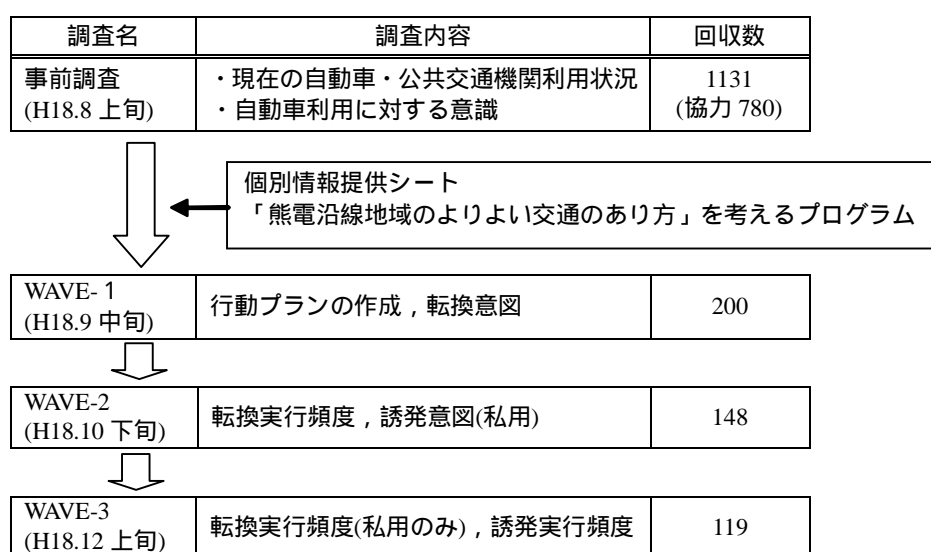 調査名 調査内容 回収数
事前調査 ・現在の自動車・公共交通機関利用状況 1131
(H18.8 上旬) ・自動車利用に対する意識 (協力 780)
個別情報提供シート
「熊電沿線地域のよりよい交通のあり方」を考えるプログラム
WAVE-1
(H18.9 中旬) 行動プランの作成，転換意図 200
WAVE-2
(H18.10 下旬) 転換実行頻度，誘発意図(私用) 148
WAVE-3
(H18.12 上旬) 転換実行頻度(私用のみ)，誘発実行頻度 119